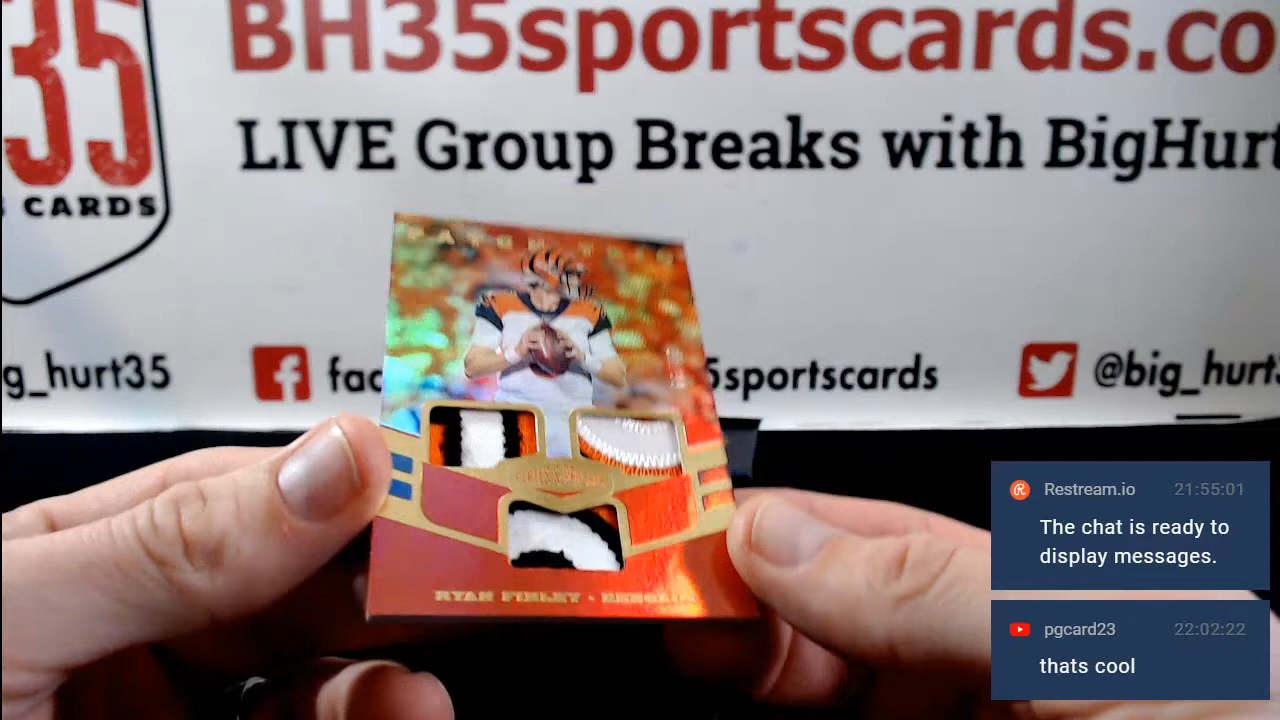 35
CARDS
BH35sportscards.co
LIVE Group Breaks with BigHurt
g_hurt35
fac
5sportscards
@big_hurt3
RYAN FINLEY · BENGALS
Restream.io 21:55:01
The chat is ready to
display messages.
pgcard23 22:02:22
thats cool